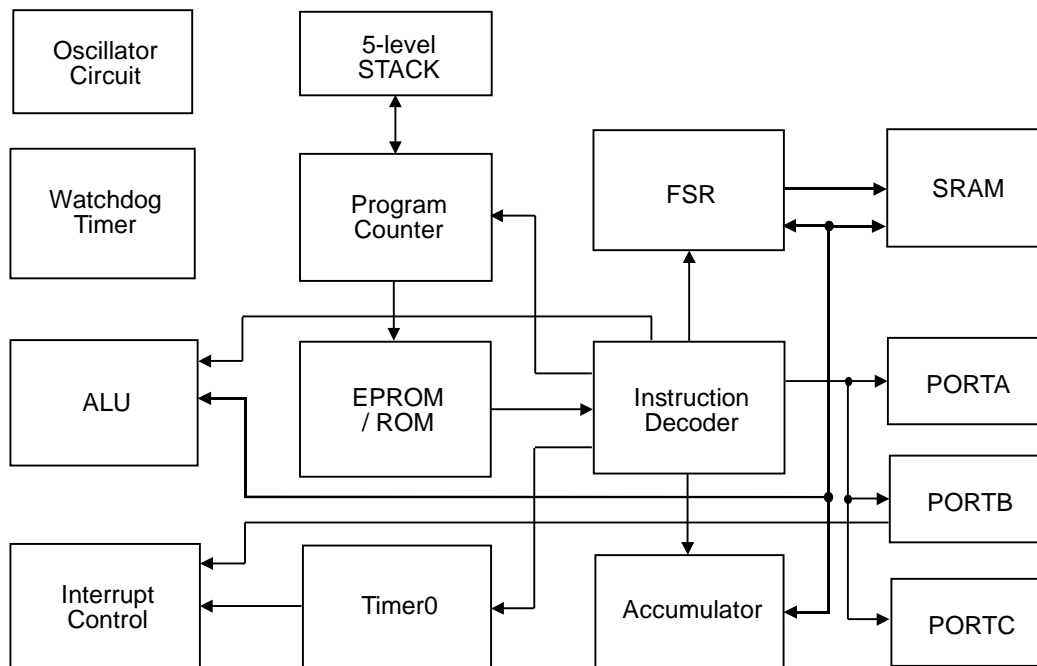 Oscillator
Circuit
5-level
STACK
Watchdog
Timer
Program
Counter
FSR
SRAM
ALU
EPROM
/ ROM
Instruction
Decoder
PORTA
PORTB
Interrupt
Control
Timer0
Accumulator
PORTC